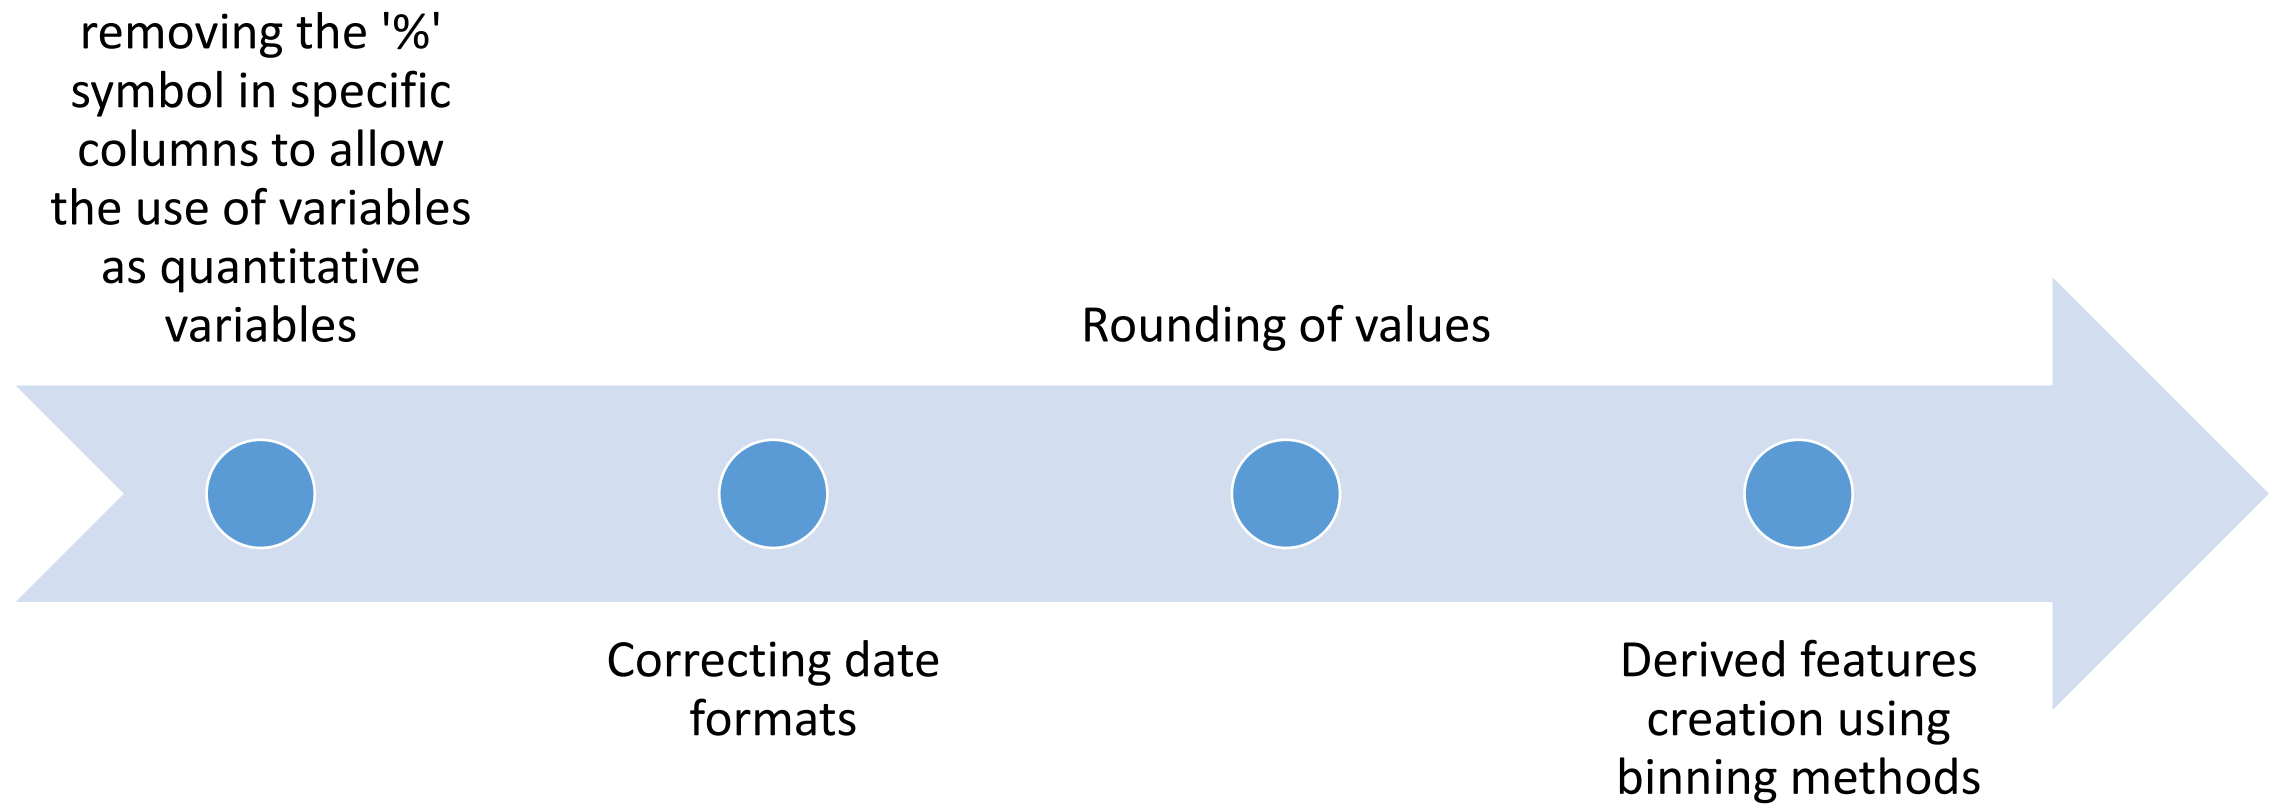 removing the '%'
symbol in specific
columns to allow
the use of variables
as quantitative
variables
Correcting date
formats
Rounding of values
Derived features
creation using
binning methods